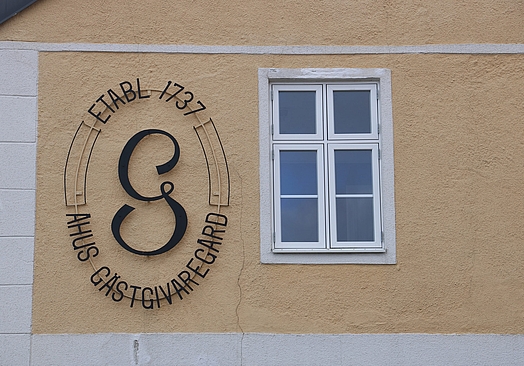 ETABL 1737
G
AHUS GÄSTGIVAREGARD